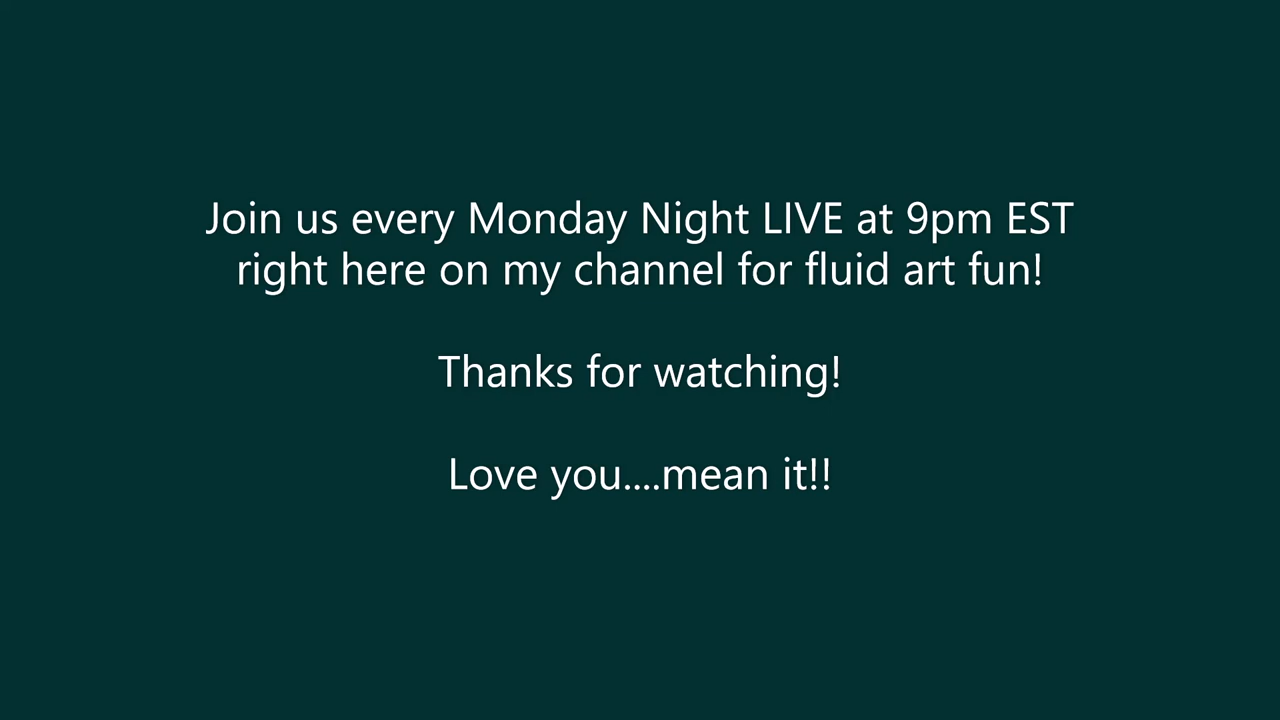 Join us every Monday Night LIVE at 9pm EST
right here on my channel for fluid art fun!
Thanks for watching!
Love you....mean it!!